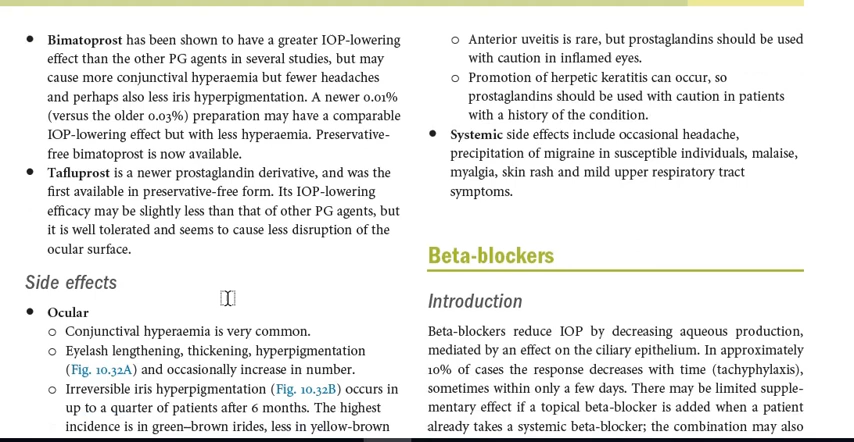 • Bimatoprost has been shown to have a greater IOP-lowering
effect than the other PG agents in several studies, but may
cause more conjunctival hyperaemia but fewer headaches
and perhaps also less iris hyperpigmentation. A newer 0.01%
(versus the older 0.03%) preparation may have a comparable
IOP-lowering effect but with less hyperaemia. Preservative-
free bimatoprost is now available.
• Tafluprost is a newer prostaglandin derivative, and was the
first available in preservative-free form. Its IOP-lowering
efficacy may be slightly less than that of other PG agents, but
it is well tolerated and seems to cause less disruption of the
ocular surface.
Side effects
• Ocular
○ Conjunctival hyperaemia is very common.
○ Eyelash lengthening, thickening, hyperpigmentation
(Fig. 10.32A) and occasionally increase in number.
○ Irreversible iris hyperpigmentation (Fig. 10.32B) occurs in
up to a quarter of patients after 6 months. The highest
incidence is in green–brown irides, less in yellow-brown
○ Anterior uveitis is rare, but prostaglandins should be used
with caution in inflamed eyes.
○ Promotion of herpetic keratitis can occur, so
prostaglandins should be used with caution in patients
with a history of the condition.
• Systemic side effects include occasional headache,
precipitation of migraine in susceptible individuals, malaise,
myalgia, skin rash and mild upper respiratory tract
symptoms.
Beta-blockers
Introduction
Beta-blockers reduce IOP by decreasing aqueous production,
mediated by an effect on the ciliary epithelium. In approximately
10% of cases the response decreases with time (tachyphylaxis),
sometimes within only a few days. There may be limited supple-
mentary effect if a topical beta-blocker is added when a patient
already takes a systemic beta-blocker; the combination may also